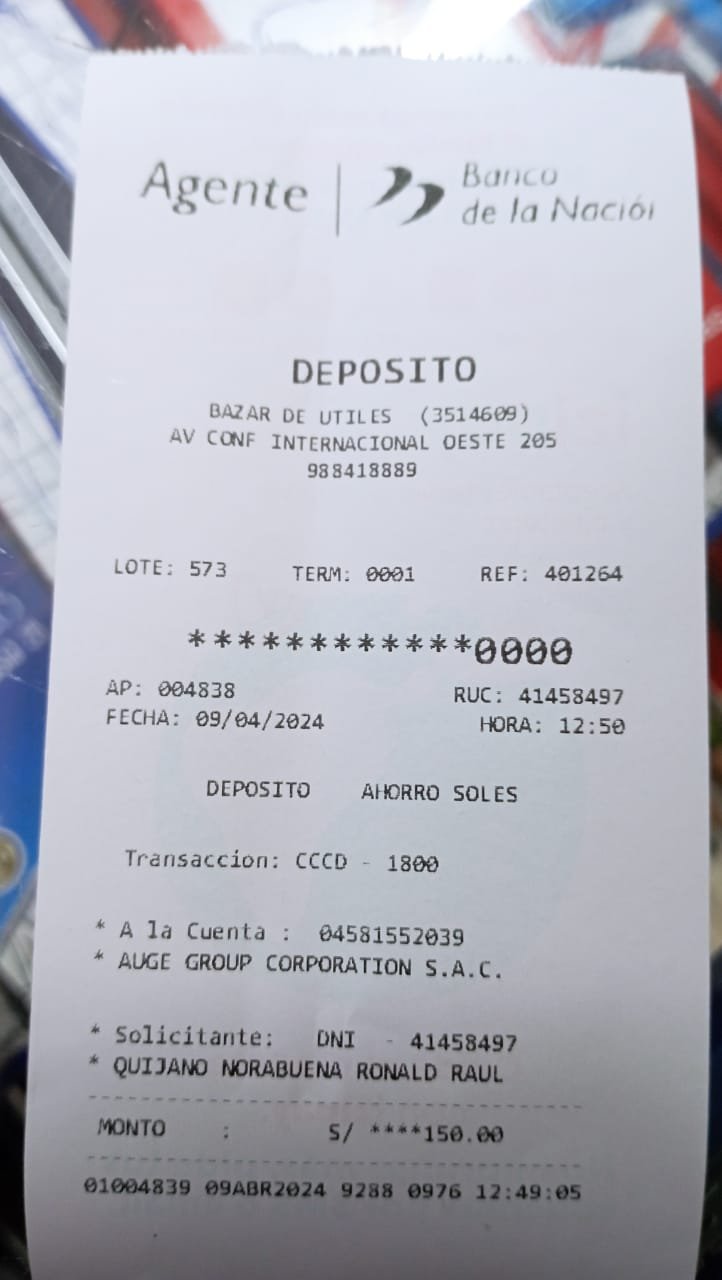 Agente | Banco
de la Nació
DEPOSITO
BAZAR DE UTILES (3514609)
AV CONF INTERNACIONAL OESTE 205
988418889
LOTE: 573 TERM: 0001 REF: 401264
************0000
AP: 004838 RUC: 41458497
FECHA: 09/04/2024 HORA: 12:50
DEPOSITO AHORRO SOLES
Transaccion: CCCD - 1800
* A la Cuenta : 04581552039
* AUGE GROUP CORPORATION S.A.C.
* Solicitante: DNI - 41458497
* QUIJANO NORABUENA RONALD RAUL
MONTO : S/ ****150.00
01004839 09ABR2024 9288 0976 12:49:05